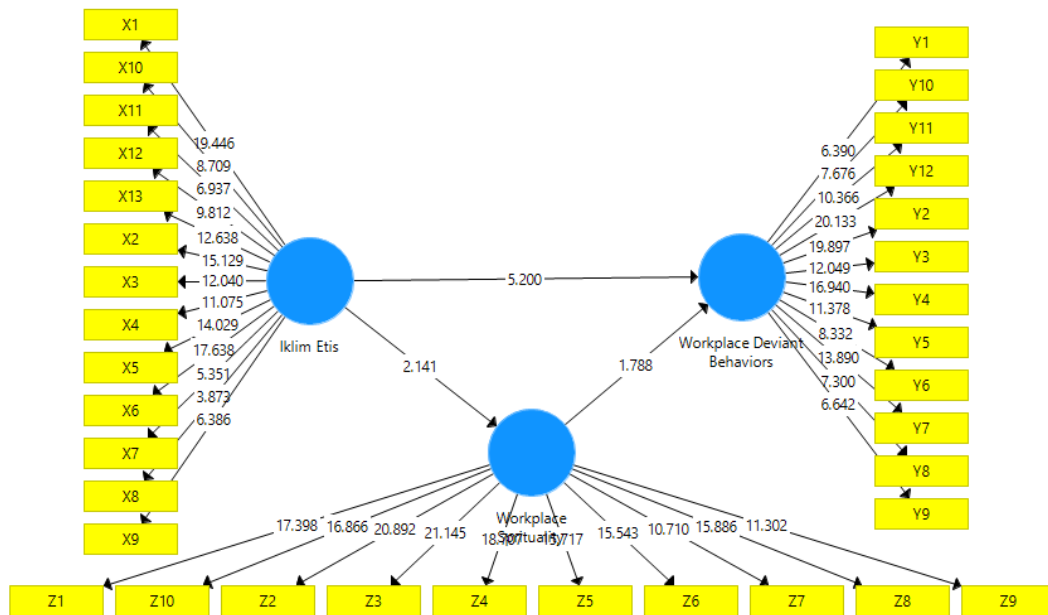 X1
X10
X11
X12
X13
X2
X3
X4
X5
X6
X7
X8
X9
19.446
8.709
6.937
9.812
12.638
15.129
12.040
11.075
14.029
17.638
5.351
3.873
6.386
Iklim Etis
5.200
2.141
1.788
Workplace Deviant
Behaviors
6.390
7.676
10.366
20.133
19.897
12.049
16.940
11.378
8.332
13.890
7.300
6.642
Y1
Y10
Y11
Y12
Y2
Y3
Y4
Y5
Y6
Y7
Y8
Y9
Workplace
Sprituality
17.398
16.866
20.892
21.145
15.543
10.710
15.886
11.302
Z1
Z10
Z2
Z3
Z4
Z5
Z6
Z7
Z8
Z9